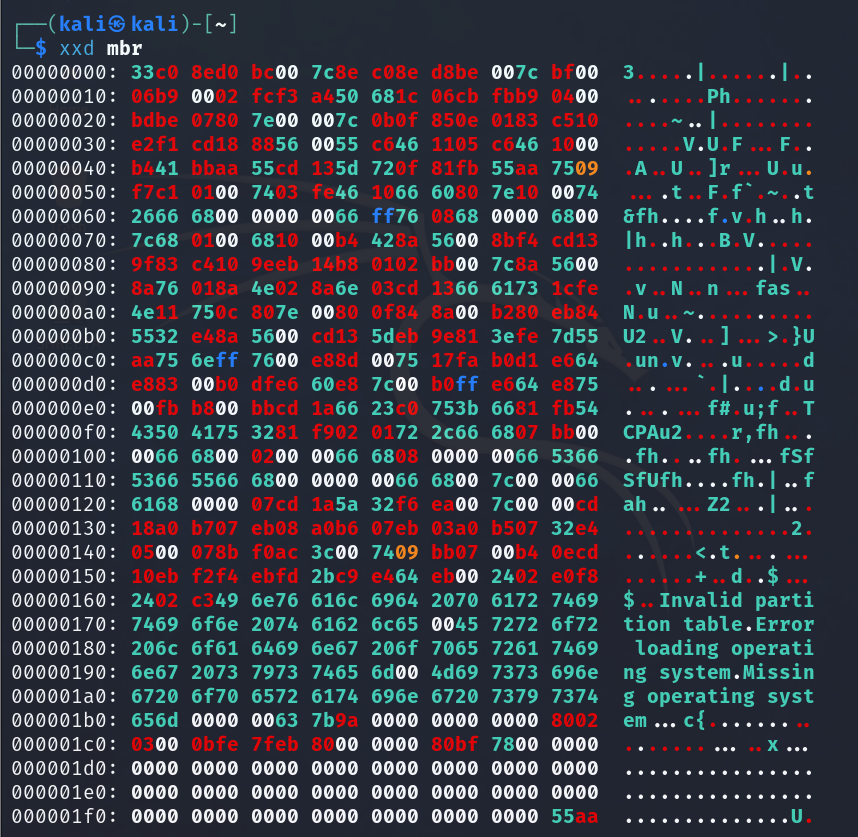 ┌──(kali㉿kali)-[~]
└─$ xxd mbr
00000000: 33c0 8ed0 bc00 7c8e c08e d8be 007c bf00  3.....|......|..
00000010: 06b9 0002 fcf3 a450 681c 06cb fbb9 0400  .......Ph.......
00000020: bdbe 0780 7e00 007c 0b0f 850e 0183 c510  ....~..|........
00000030: e2f1 cd18 8856 0055 c646 1105 c646 1000  .....V.U.F...F..
00000040: b441 bbaa 55cd 135d 720f 81fb 55aa 7509  .A..U..]r...U.u.
00000050: f7c1 0100 7403 fe46 1066 6080 7e10 0074  ....t..F.f`.~..t
00000060: 2666 6800 0000 0066 ff76 0868 0000 6800  &fh....f.v.h..h.
00000070: 7c68 0100 6810 00b4 428a 5600 8bf4 cd13  |h..h...B.V.....
00000080: 9f83 c410 9eeb 14b8 0102 bb00 7c8a 5600  ............|.V.
00000090: 8a76 018a 4e02 8a6e 03cd 1366 6173 1cfe  .v..N..n...fas..
000000a0: 4e11 750c 807e 0080 0f84 8a00 b280 eb84  N.u..~..........
000000b0: 5532 e48a 5600 cd13 5deb 9e81 3efe 7d55  U2..V...]...>.}U
000000c0: aa75 6eff 7600 e88d 0075 17fa b0d1 e664  .un.v....u.....d
000000d0: e883 00b0 dfe6 60e8 7c00 b0ff e664 e875  ......`.|....d.u
000000e0: 00fb b800 bbcd 1a66 23c0 753b 6681 fb54  .......f#.u;f..T
000000f0: 4350 4175 3281 f902 0172 2c66 6807 bb00  CPAu2....r,fh...
00000100: 0066 6800 0200 0066 6808 0000 0066 5366  .fh....fh....fSf
00000110: 5366 5566 6800 0000 0066 6800 7c00 0066  SfUfh....fh.|..f
00000120: 6168 0000 07cd 1a5a 32f6 ea00 7c00 00cd  ah.....Z2...|...
00000130: 18a0 b707 eb08 a0b6 07eb 03a0 b507 32e4  ..............2.
00000140: 0500 078b f0ac 3c00 7409 bb07 00b4 0ecd  ......<.t.......
00000150: 10eb f2f4 ebfd 2bc9 e464 eb00 2402 e0f8  ......+..d..$...
00000160: 2402 c349 6e76 616c 6964 2070 6172 7469  $..Invalid parti
00000170: 7469 6f6e 2074 6162 6c65 0045 7272 6f72  tion table.Error
00000180: 206c 6f61 6469 6e67 206f 7065 7261 7469   loading operati
00000190: 6e67 2073 7973 7465 6d00 4d69 7373 696e  ng system.Missin
000001a0: 6720 6f70 6572 6174 696e 6720 7379 7374  g operating syst
000001b0: 656d 0000 0063 7b9a 0000 0000 0000 8002  em...c{.........
000001c0: 0300 0bfe 7feb 8000 0000 80bf 7800 0000  ............x...
000001d0: 0000 0000 0000 0000 0000 0000 0000 0000  ................
000001e0: 0000 0000 0000 0000 0000 0000 0000 0000  ................
000001f0: 0000 0000 0000 0000 0000 0000 0000 55aa  ..............U.